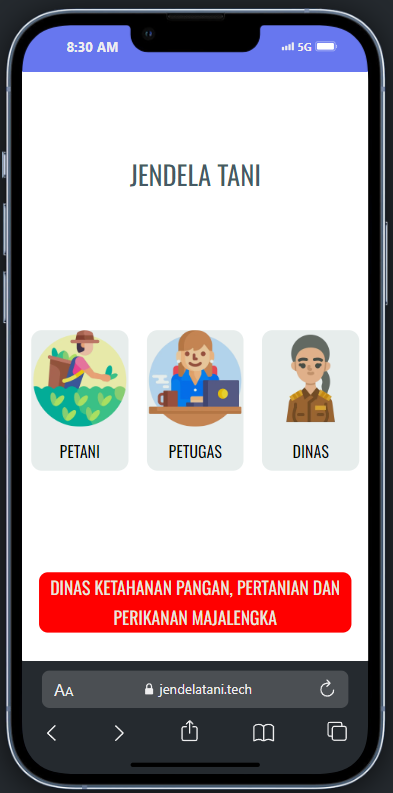 8:30 AM 5G
JENDELA TANI
PETANI PETUGAS DINAS
DINAS KETAHANAN PANGAN, PERTANIAN DAN
PERIKANAN MAJALENGKA
AA jendelatani.tech